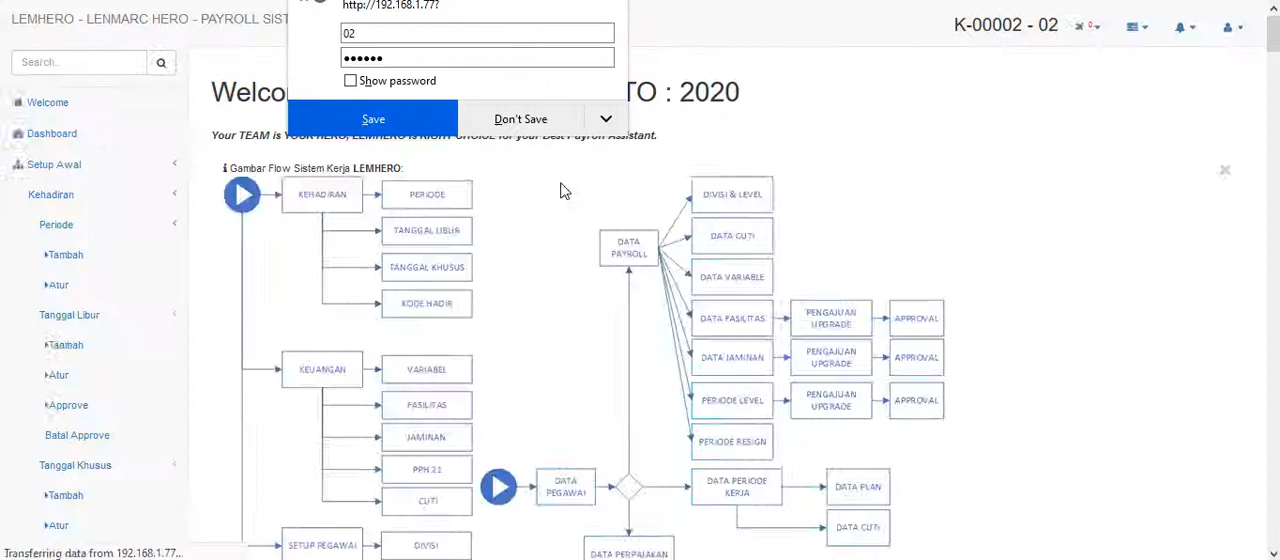 LEMHERO - LENMARC HERO - PAYROLL SIST
http://192.168.1.77?
02
••••••
Show password
Save
Don't Save
K-00002 - 02
0
Search..
Welcome
Dashboard
Setup Awal
Kehadiran
Periode
Tambah
Atur
Tanggal Libur
Taamah
Atur
Approve
Batal Approve
Tanggal Khusus
Tambah
Atur
Welco
TO : 2020
Your TEAM is YOUR HERO, LEMHERO is RIGHT CHOICE for your Best Payroll Assistant.
Gambar Flow Sistem Kerja LEMHERO:
KEHADIRAN
PERIODE
TANGGAL LIBUR
TANGGAL KHUSUS
KODE HADIR
KEUANGAN
VARIABEL
FASILITAS
JAMINAN
PPH 21
CUTI
SETUP PEGAWAI
DIVISI
DATA
PEGAWAI
DATA
PAYROLL
DIVISI & LEVEL
DATA CUTI
DATA VARIABLE
DATA FASILITAS
PENGAJUAN
UPGRADE
APPROVAL
DATA JAMINAN
PENGAJUAN
UPGRADE
APPROVAL
PERIODE LEVEL
PENGAJUAN
UPGRADE
APPROVAL
PERIODE RESIGN
DATA PERIODE
KERJA
DATA PLAN
DATA CUTI
DATA PERPAJAKAN
Transferring data from 192.168.1.77...